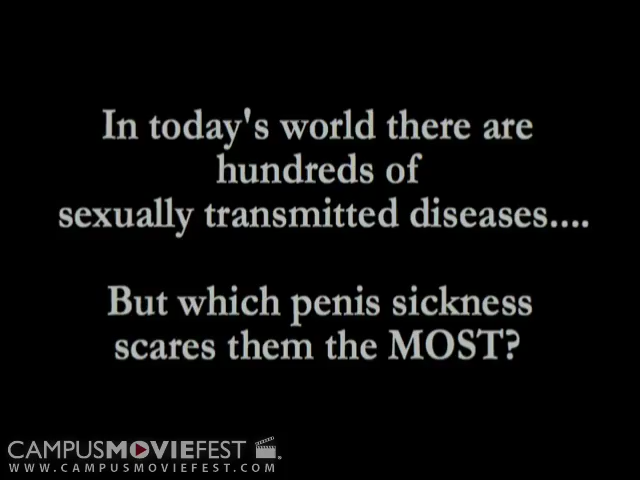 In today's world there are
hundreds of
sexually transmitted diseases....
But which penis sickness
scares them the MOST?
CAMPUSMOVIEFEST
WWW.CAMPUSMOVIEFEST.COM